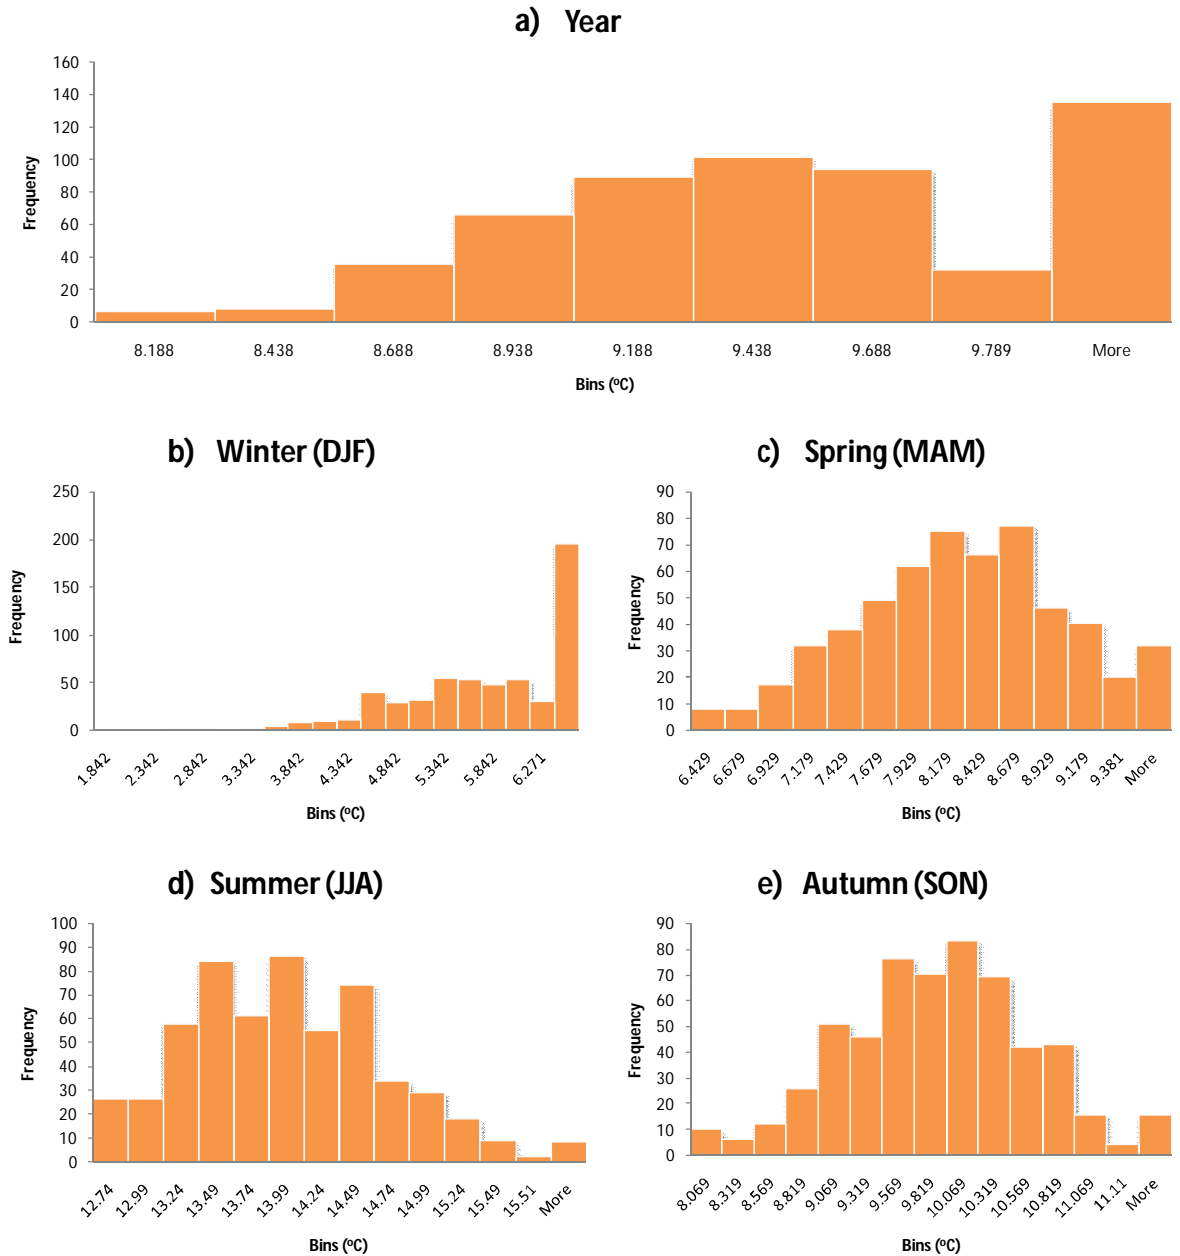 a) Year
160
140
120
100
80
60
40
20
0
Frequency
8.188 8.438 8.688 8.938 9.188 9.438 9.688 9.789 More
Bins (ºC)
b) Winter (DJF)
250
200
150
100
50
0
Frequency
1.842 2.342 2.842 3.342 3.842 4.342 4.842 5.342 5.842 6.271
Bins (ºC)
c) Spring (MAM)
90
80
70
60
50
40
30
20
10
0
Frequency
6.429 6.679 6.929 7.179 7.429 7.679 7.929 8.179 8.429 8.679 8.929 9.179 9.381 More
Bins (ºC)
d) Summer (JJA)
100
90
80
70
60
50
40
30
20
10
0
Frequency
12.74 12.99 13.24 13.49 13.74 13.99 14.24 14.49 14.74 14.99 15.24 15.49 15.51 More
Bins (ºC)
e) Autumn (SON)
90
80
70
60
50
40
30
20
10
0
Frequency
8.069 8.319 8.569 8.819 9.069 9.319 9.569 9.819 10.069 10.319 10.569 10.819 11.069 11.11 More
Bins (ºC)